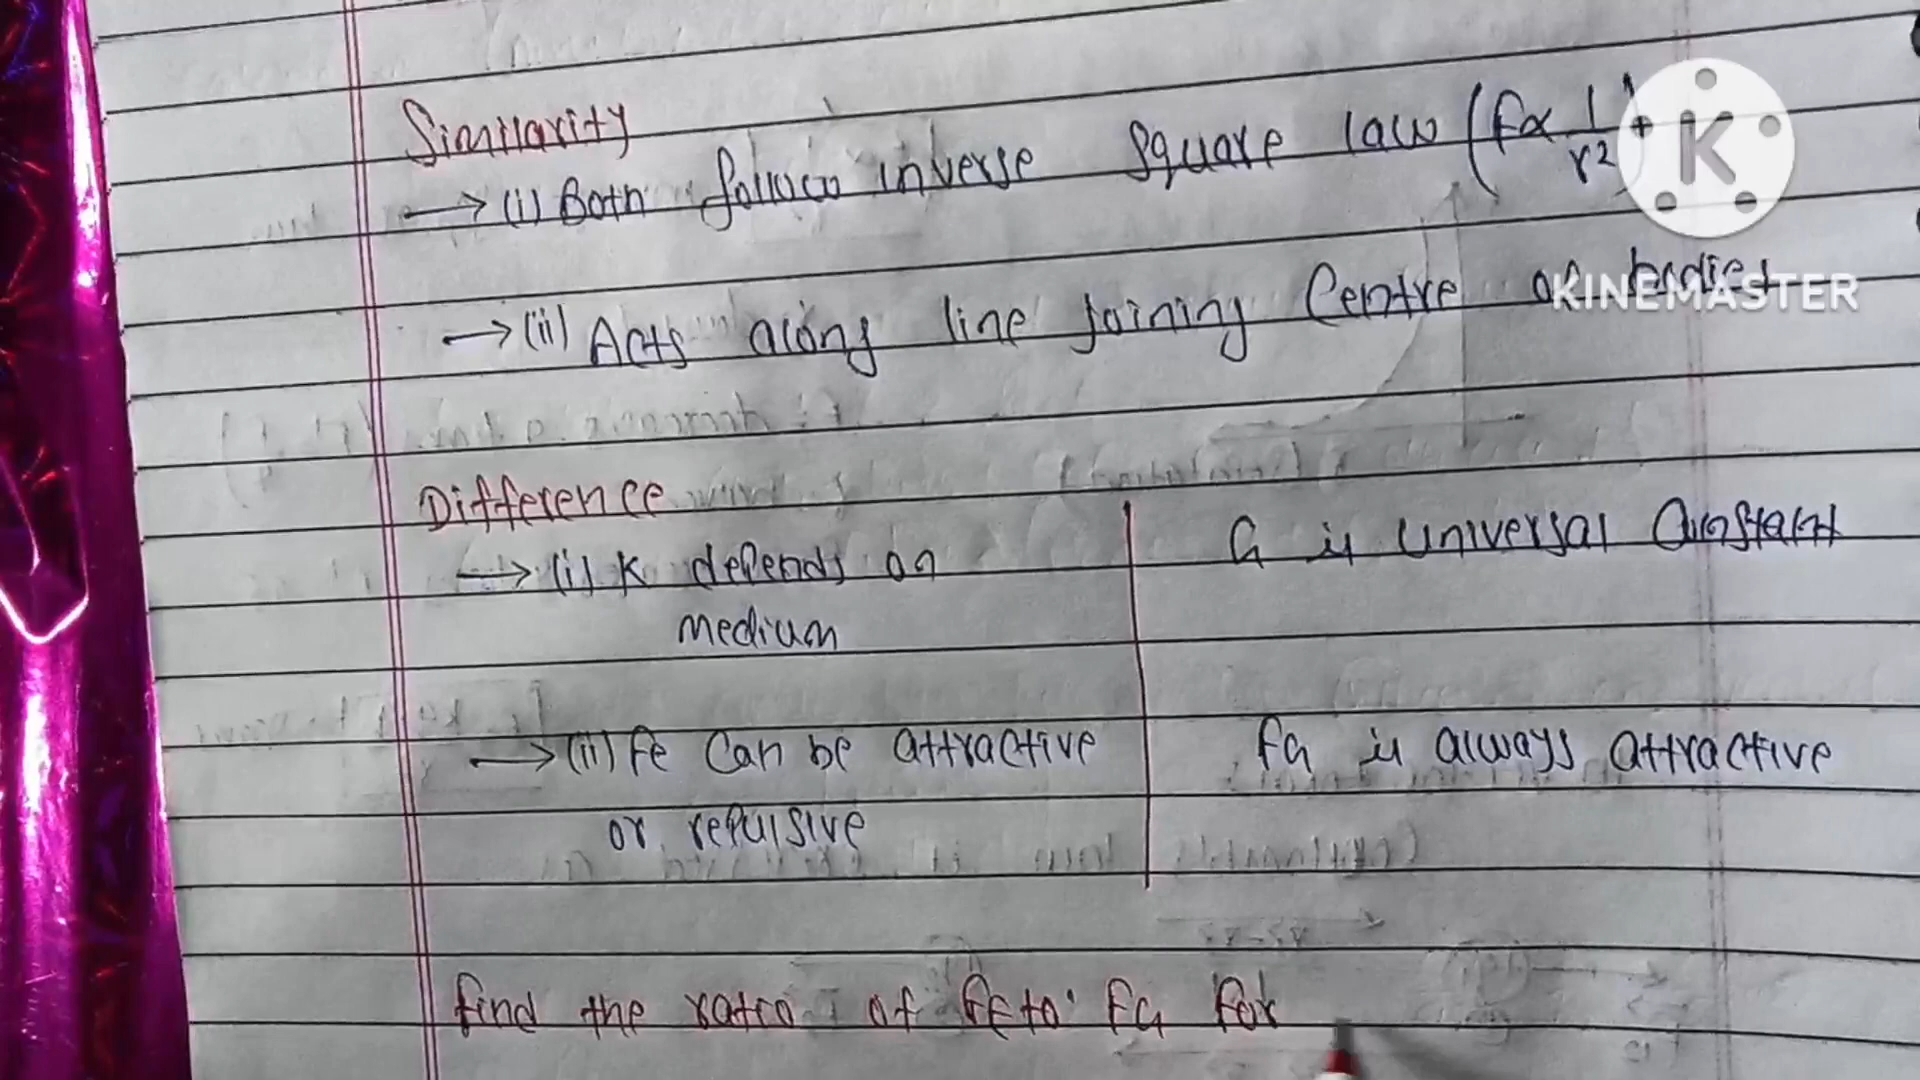 Similarity
→ (i) Both follow inverse square law (F∝ 1/r²)
→ (ii) Acts along line joining Centre of bodies
Difference
→ (i) K depends on medium | G is universal Constant
→ (ii) Fe Can be attractive or repulsive | FG is always attractive
find the ratio of FE to FG For
K
KINEMASTER